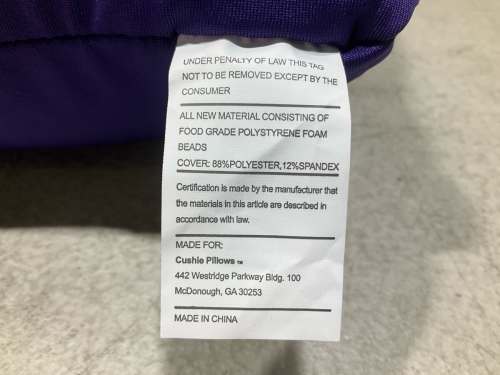 UNDER PENALTY OF LAW THIS TAG
NOT TO BE REMOVED EXCEPT BY THE
CONSUMER
ALL NEW MATERIAL CONSISTING OF
FOOD GRADE POLYSTYRENE FOAM
BEADS
COVER: 88%POLYESTER,12%SPANDEX
Certification is made by the manufacturer that
the materials in this article are described in
accordance with law.
MADE FOR:
Cushie Pillows ™
442 Westridge Parkway Bldg. 100
McDonough, GA 30253
MADE IN CHINA